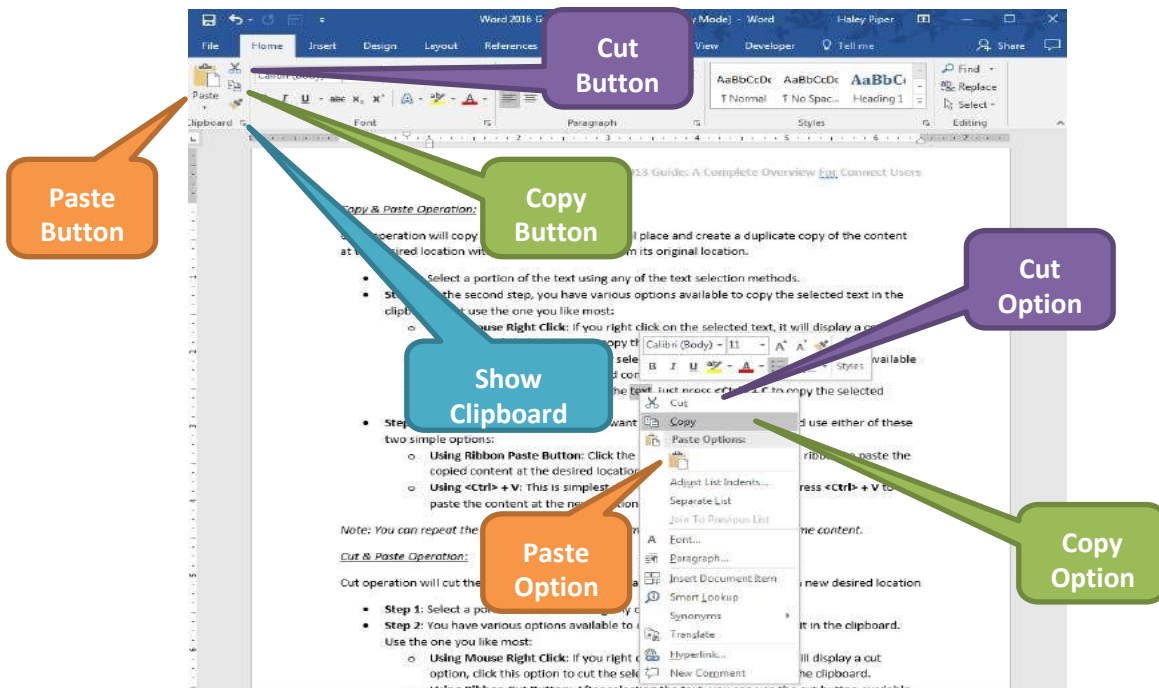 Word 2016 G
y Mode] - Word
Haley Piper
File Home Insert Design Layout References
View Developer Tell me
Share
Cut
Button
Paste
Clipboard
Font
Paragraph
AaBbCcDc AaBbCcDc AaBbC
¶ Normal ¶ No Spac... Heading 1
Styles
Find
Replace
Select
Editing
Paste
Button
Copy
Button
Show
Clipboard
Cut
Option
Copy
Option
Paste
Option
013 Guide: A Complete Overview For Connect Users
Copy & Paste Operation:
operation will copy
l place and create a duplicate copy of the content
at
ired location wit
m its original location.
Select a portion of the text using any of the text selection methods.
the second step, you have various options available to copy the selected text in the
use the one you like most:
ouse Right Click: If you right click on the selected text, it will display a
opy th
vailable
the text, just press <Ctrl> + C to copy the selected
want
d use either of these
two simple options:
Using Ribbon Paste Button: Click the
ribbon to paste the
copied content at the desired location
Using <Ctrl> + V: This is simplest
ress <Ctrl> + V to
paste the content at the new
Note: You can repeat the
me content.
Cut & Paste Operation:
Cut operation will cut the
new desired location
Step 1: Select a
Step 2: You have various options available to
it in the clipboard.
Use the one you like most:
Using Mouse Right Click: If you right
ill display a cut
option, click this option to cut the sele
he clipboard.
Calibri (Body) 11
B I U
Styles
Cut
Copy
Paste Options:
Adjust List Indents...
Separate List
Join To Previous List
Font...
Paragraph...
Insert Document Item
Smart Lookup
Synonyms
Translate
Hyperlink...
New Comment